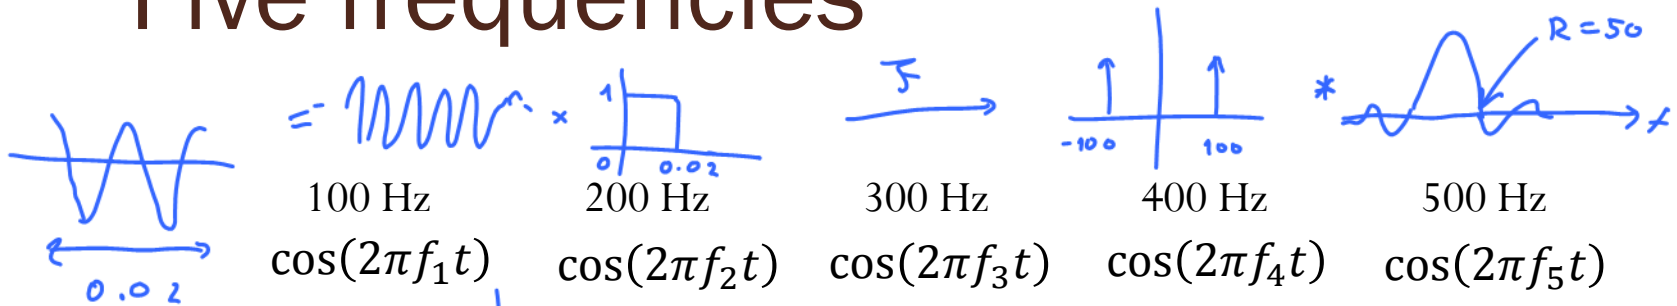 Five frequencies
= × F * R = 50
1
0 0.02 -100 100 f
100 Hz 200 Hz 300 Hz 400 Hz 500 Hz
cos(2πf₁t) cos(2πf₂t) cos(2πf₃t) cos(2πf₄t) cos(2πf₅t)
0.02